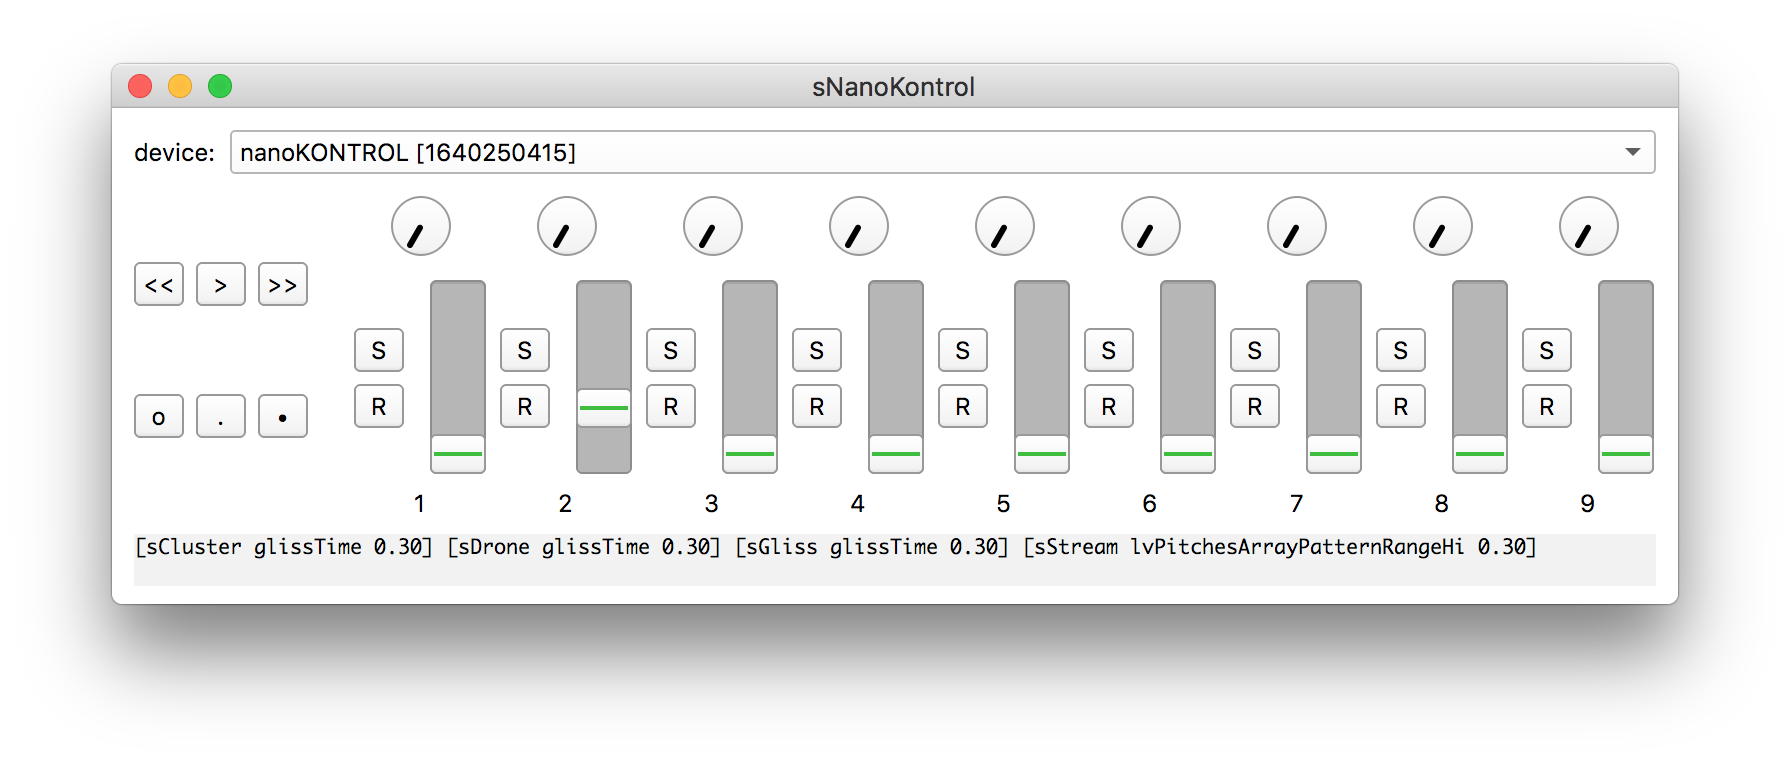 sNanoKontrol
device: nanoKONTROL [1640250415]
<< > >>
S S S S S S S S S
R R R R R R R R R
o . •
1 2 3 4 5 6 7 8 9
[sCluster glissTime 0.30] [sDrone glissTime 0.30] [sGliss glissTime 0.30] [sStream lvPitchesArrayPatternRangeHi 0.30]